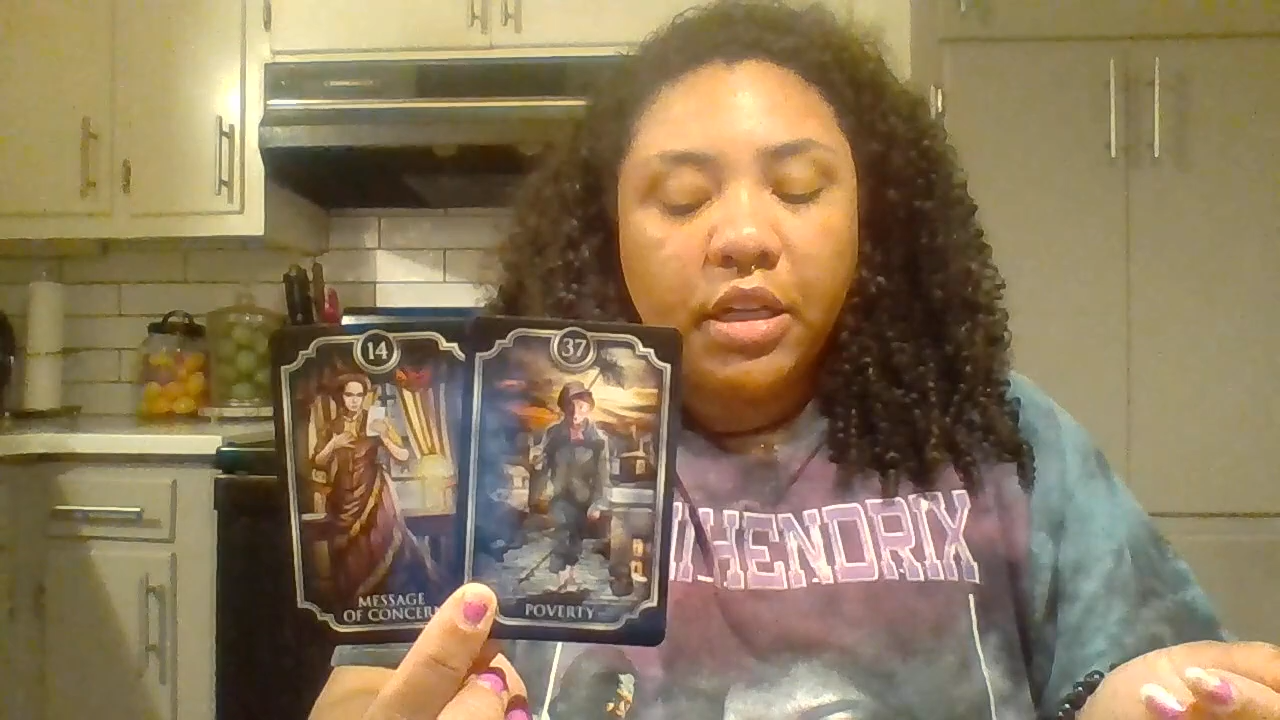 14
MESSAGE
OF CONCERN
37
POVERTY
HENDRIX